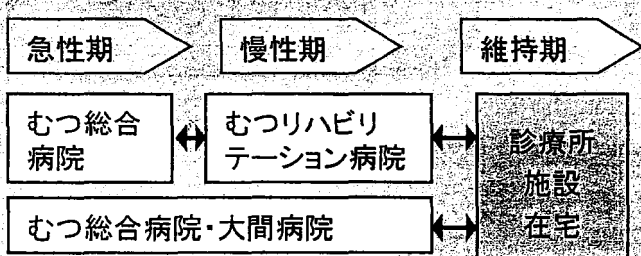 急性期 慢性期 維持期
むつ総合
病院
むつリハビリ
テーション病院
診療所
施設
在宅
むつ総合病院・大間病院